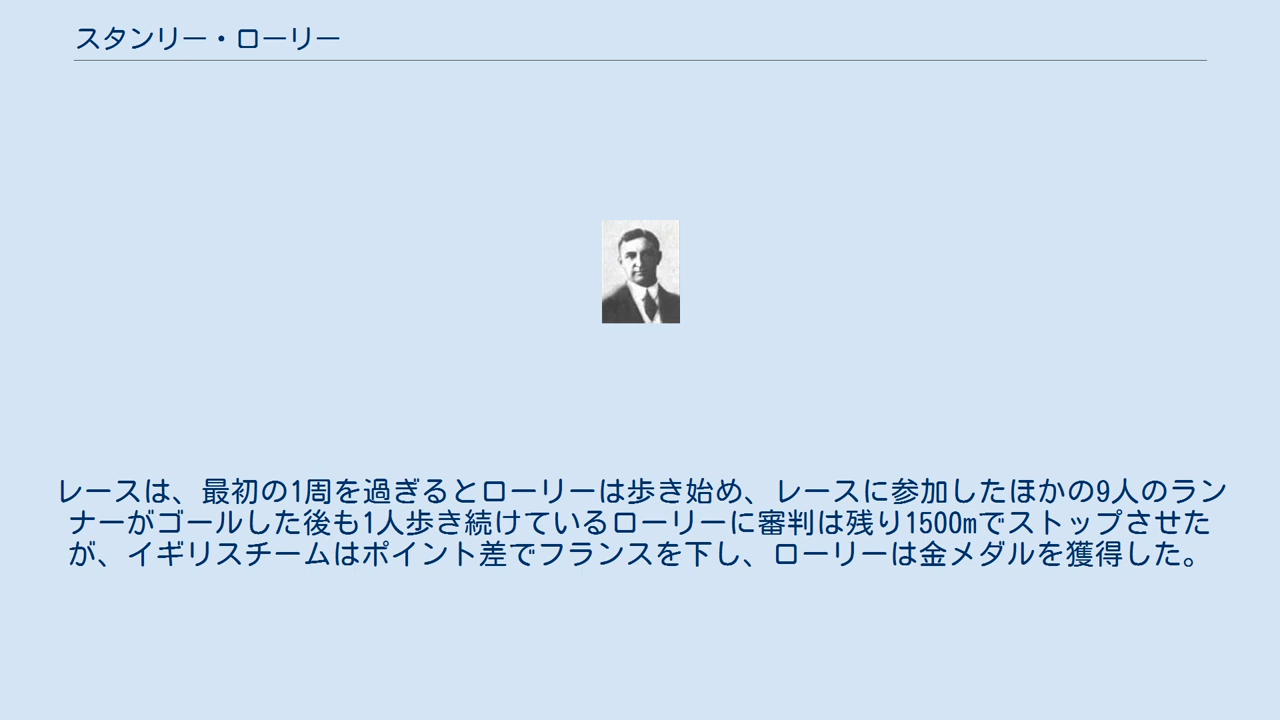 スタンリー・ローリー
レースは、最初の1周を過ぎるとローリーは歩き始め、レースに参加したほかの9人のラン
ナーがゴールした後も1人歩き続けているローリーに審判は残り1500mでストップさせた
が、イギリスチームはポイント差でフランスを下し、ローリーは金メダルを獲得した。